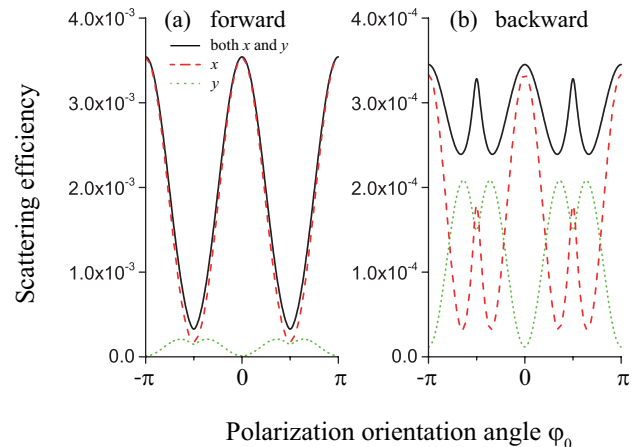 (a) forward
(b) backward
both x and y
x
y
4.0x10-3
3.0x10-3
2.0x10-3
1.0x10-3
0.0
-π 0 π
4.0x10-4
3.0x10-4
2.0x10-4
1.0x10-4
0.0
-π 0 π
Scattering efficiency
Polarization orientation angle φ0